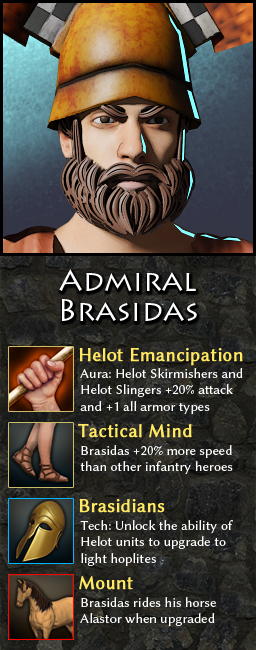 Admiral
Brasidas
Helot Emancipation
Aura: Helot Skirmishers and
Helot Slingers +20% attack
and +1 all armor types
Tactical Mind
Brasidas +20% more speed
than other infantry heroes
Brasidians
Tech: Unlock the ability of
Helot units to upgrade to
light hoplites
Mount
Brasidas rides his horse
Alastor when upgraded